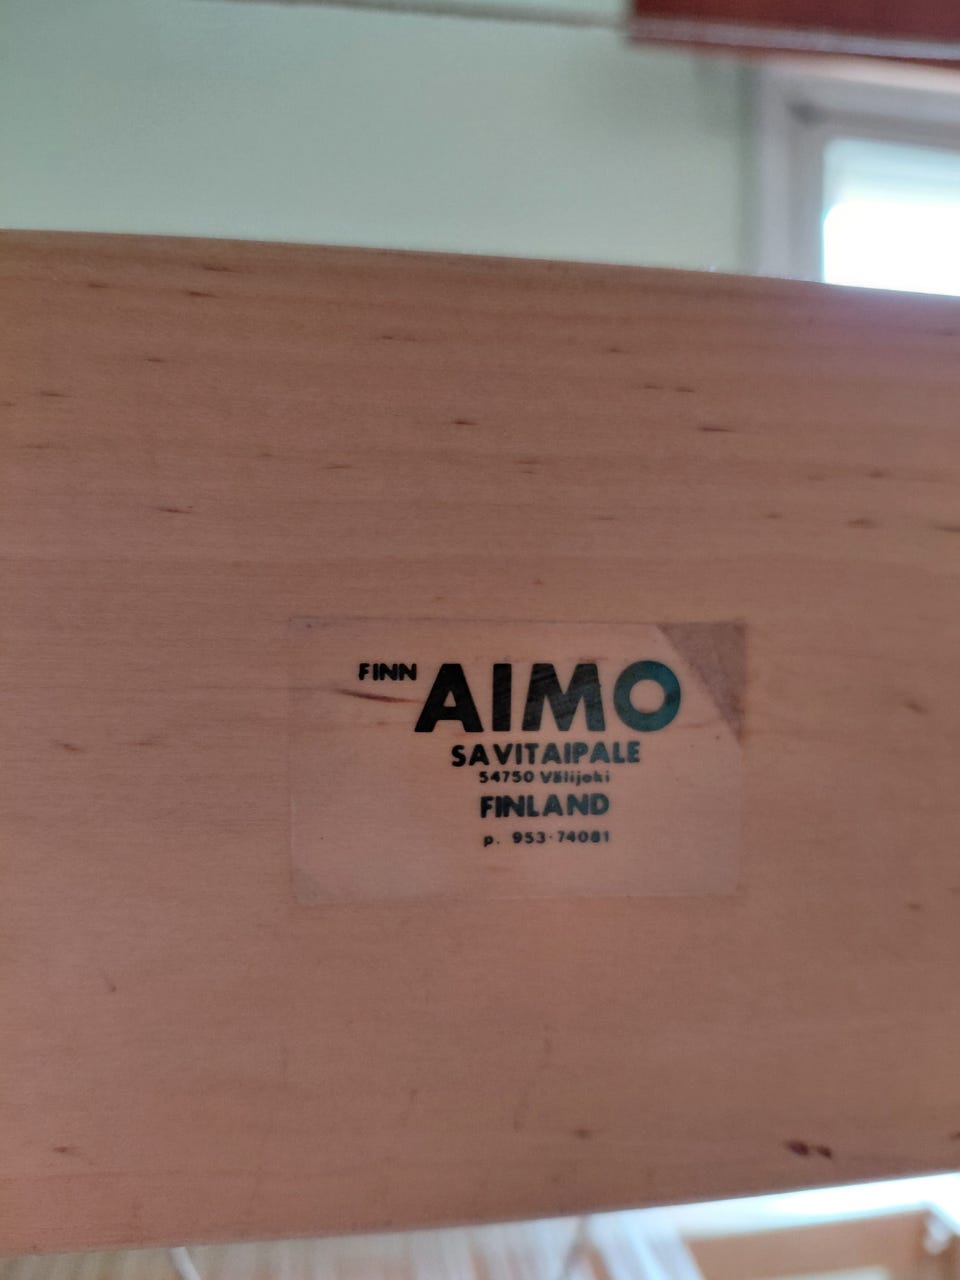 FINN AIMO
SAVITAIPALE
54750 Välijoki
FINLAND
p. 953-74081